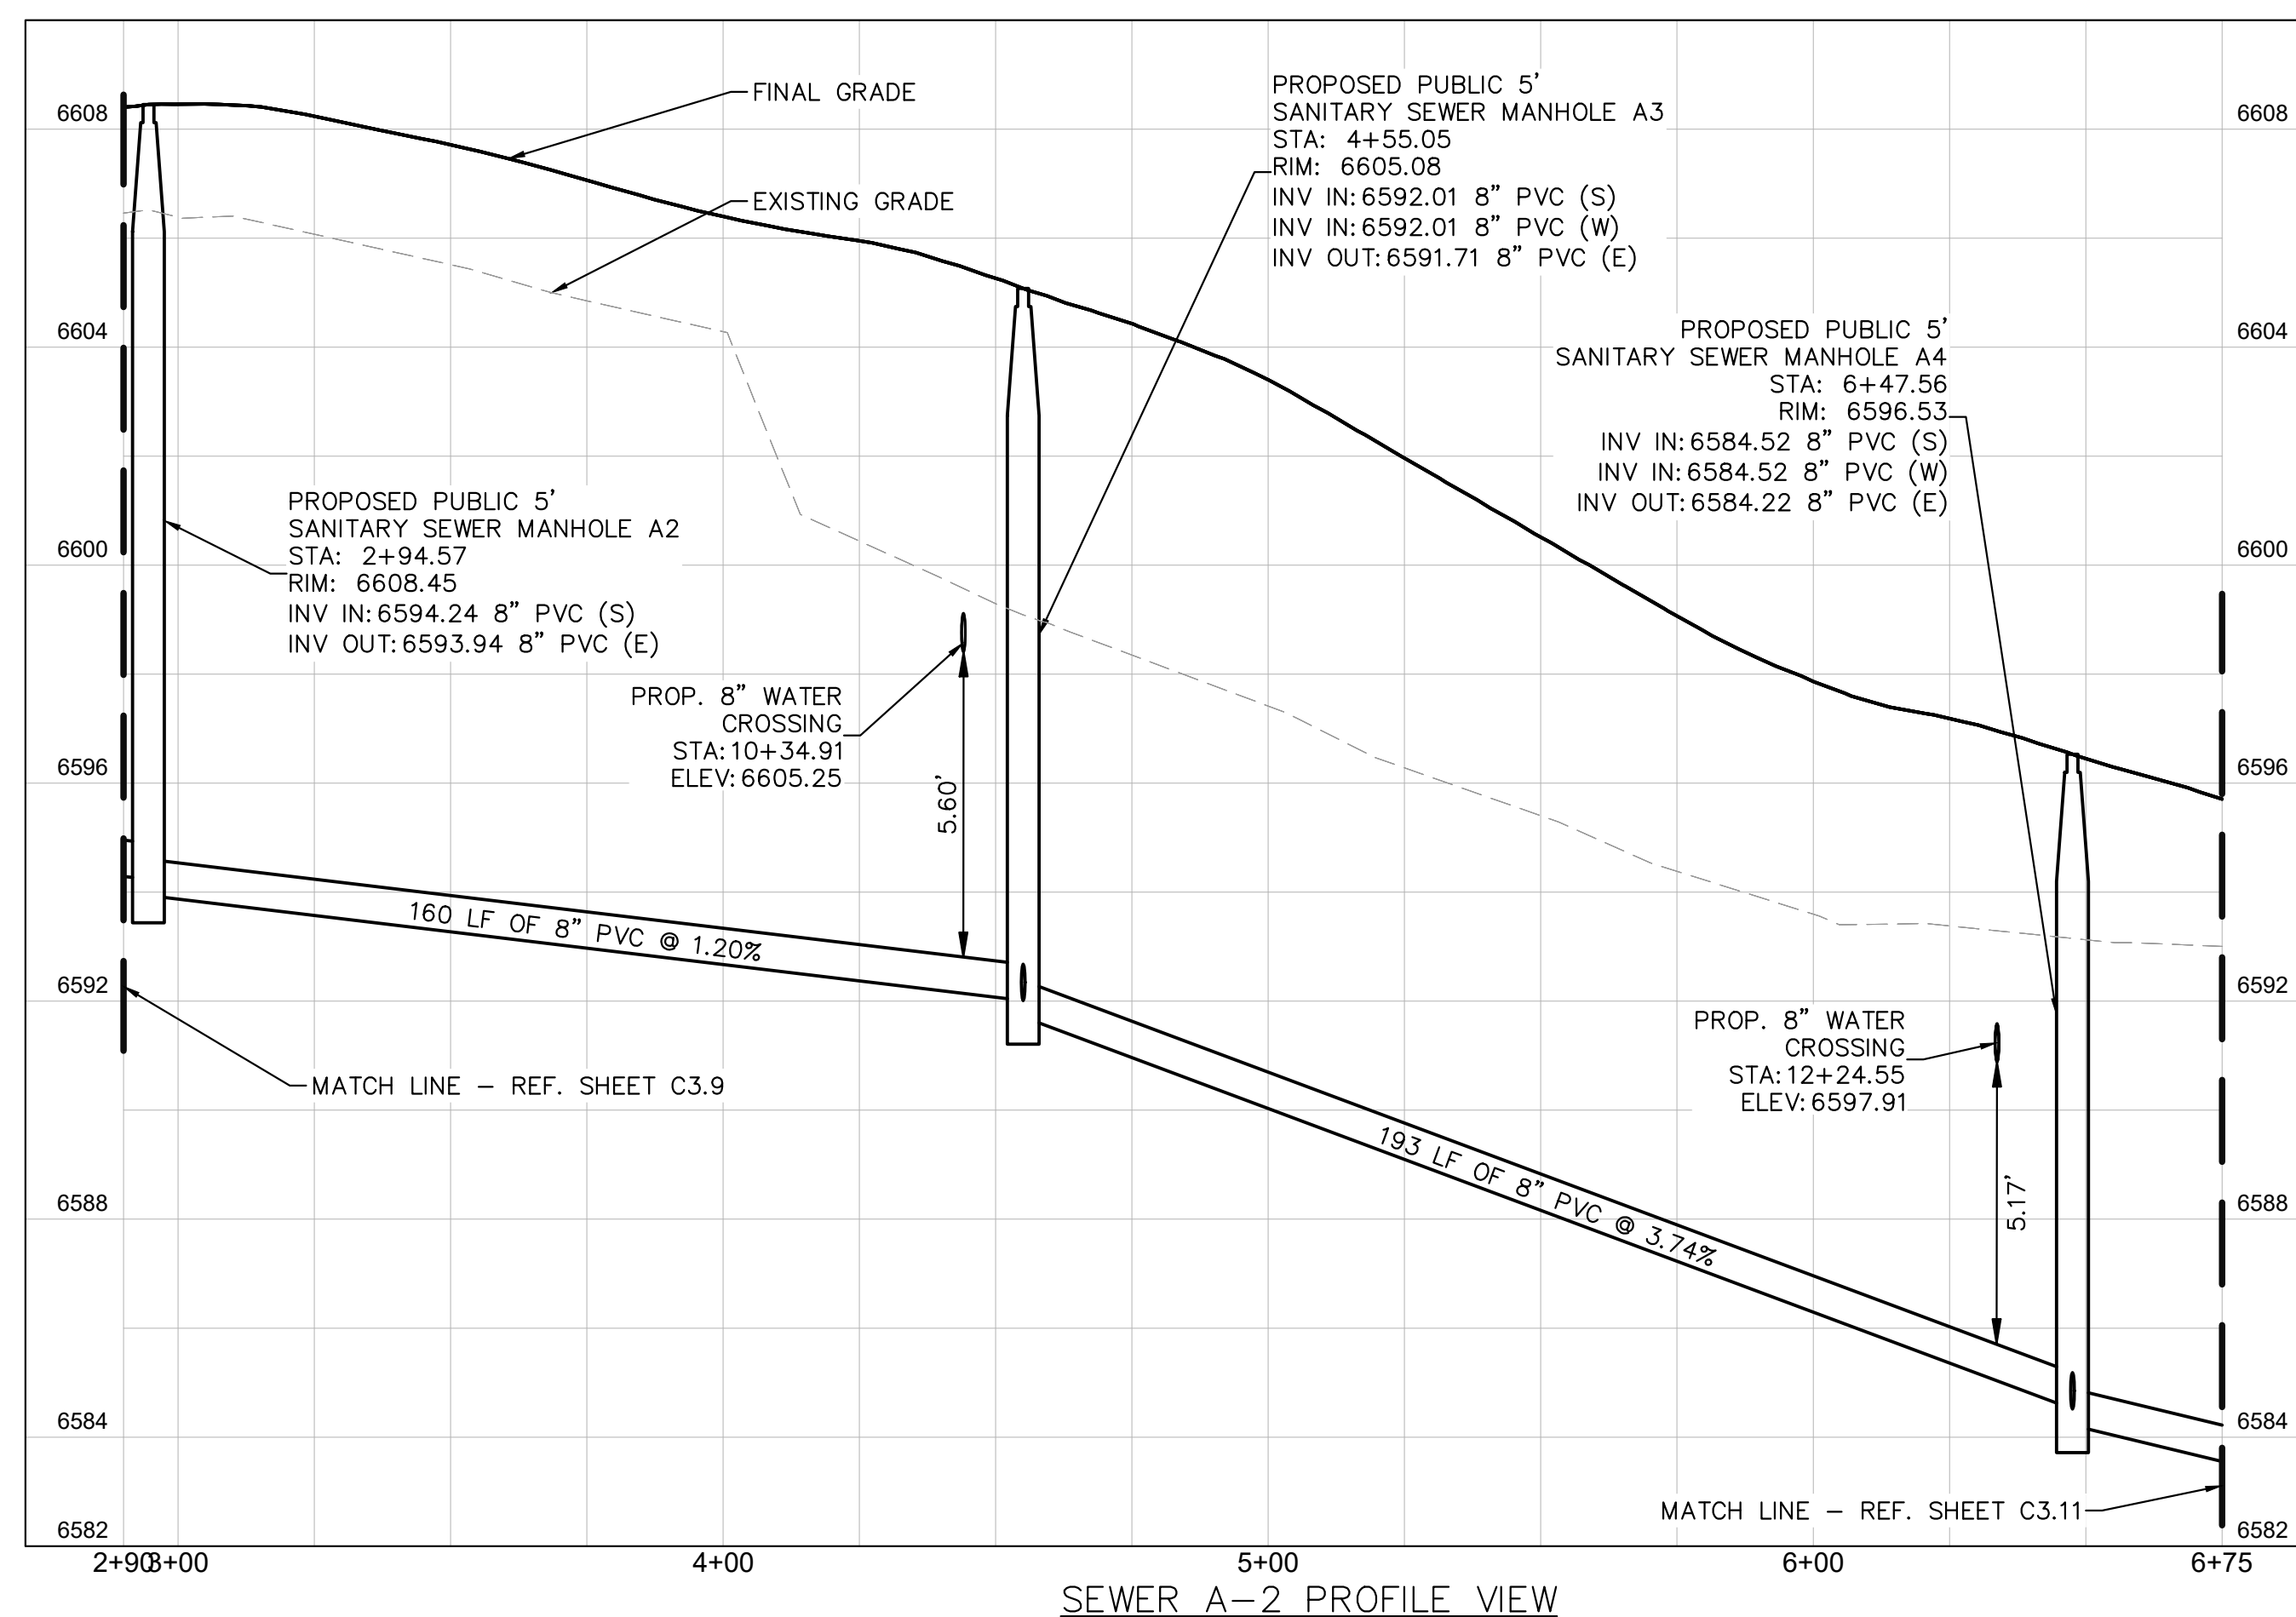 FINAL GRADE
EXISTING GRADE
PROPOSED PUBLIC 5'
SANITARY SEWER MANHOLE A3
STA: 4+55.05
RIM: 6605.08
INV IN: 6592.01 8" PVC (S)
INV IN: 6592.01 8" PVC (W)
INV OUT: 6591.71 8" PVC (E)
PROPOSED PUBLIC 5'
SANITARY SEWER MANHOLE A4
STA: 6+47.56
RIM: 6596.53
INV IN: 6584.52 8" PVC (S)
INV IN: 6584.52 8" PVC (W)
INV OUT: 6584.22 8" PVC (E)
PROPOSED PUBLIC 5'
SANITARY SEWER MANHOLE A2
STA: 2+94.57
RIM: 6608.45
INV IN: 6594.24 8" PVC (S)
INV OUT: 6593.94 8" PVC (E)
PROP. 8" WATER
CROSSING
STA: 10+34.91
ELEV: 6605.25
5.60'
160 LF OF 8" PVC @ 1.20%
MATCH LINE – REF. SHEET C3.9
PROP. 8" WATER
CROSSING
STA: 12+24.55
ELEV: 6597.91
5.17'
193 LF OF 8" PVC @ 3.74%
MATCH LINE – REF. SHEET C3.11
6608
6604
6600
6596
6592
6588
6584
6582
6608
6604
6600
6596
6592
6588
6584
6582
2+90
3+00
4+00
5+00
6+00
6+75
SEWER A–2 PROFILE VIEW